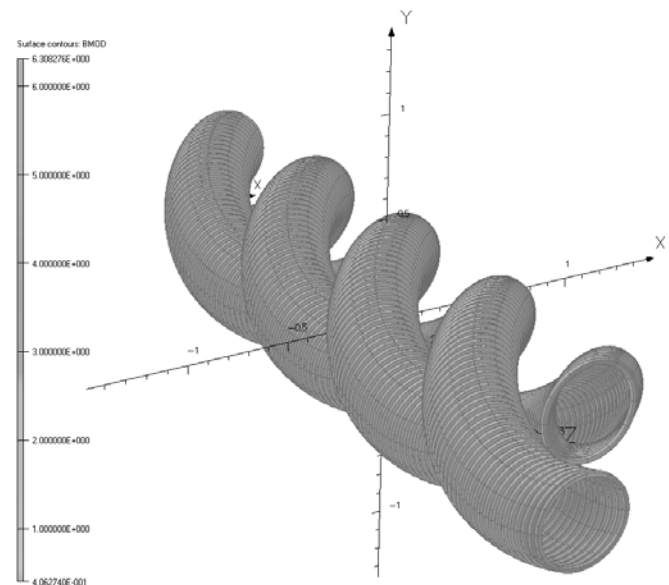 Surface contours: BMOD
6.308276E+000
6.000000E+000
5.000000E+000
4.000000E+000
3.000000E+000
2.000000E+000
1.000000E+000
4.062740E-001
Y
1
X
0.5
X
1
−0.5
−1
Z
−1